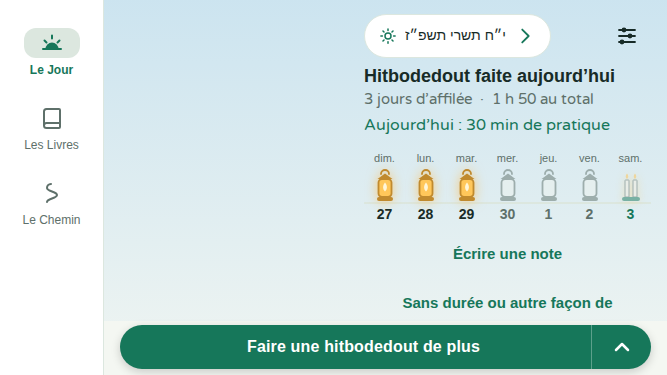 Le Jour
Les Livres
Le Chemin
י״ח תשרי תשפ״ז
Hitbodedout faite aujourd’hui
3 jours d’affilée · 1 h 50 au total
Aujourd’hui : 30 min de pratique
dim. lun. mar. mer. jeu. ven. sam.
27 28 29 30 1 2 3
Écrire une note
Sans durée ou autre façon de
Faire une hitbodedout de plus